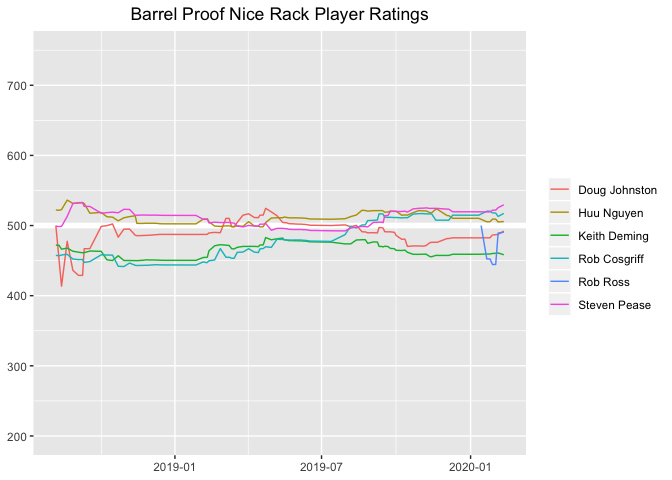 Barrel Proof Nice Rack Player Ratings
700
600
500
400
300
200
2019-01
2019-07
2020-01
Doug Johnston
Huu Nguyen
Keith Deming
Rob Cosgriff
Rob Ross
Steven Pease